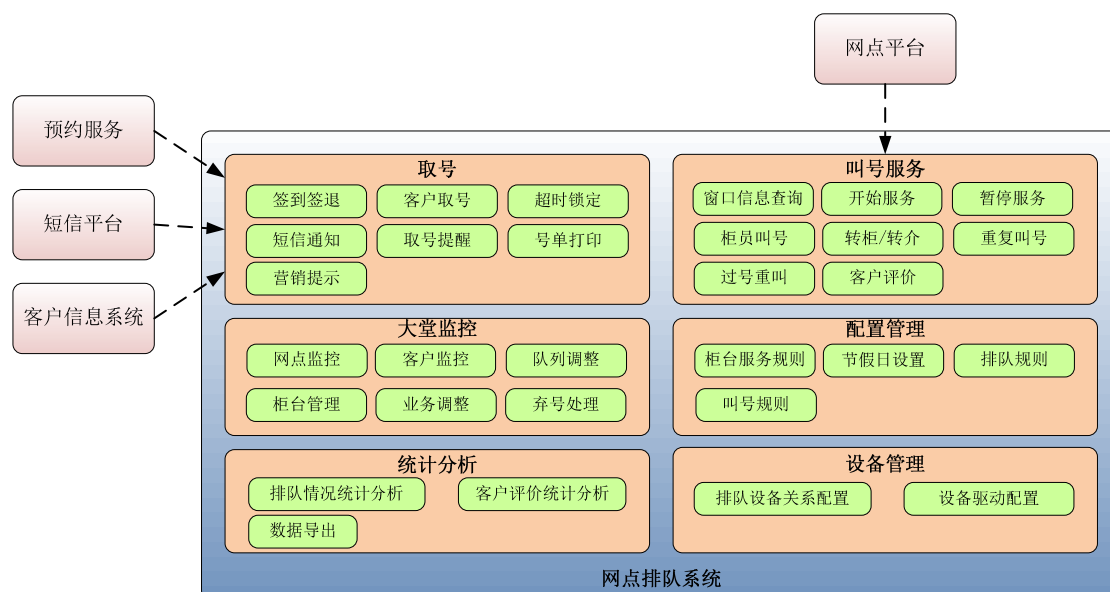 网点平台
预约服务
短信平台
客户信息系统
取号
签到签退
客户取号
超时锁定
短信通知
取号提醒
号单打印
营销提示
叫号服务
窗口信息查询
开始服务
暂停服务
柜员叫号
转柜/转介
重复叫号
过号重叫
客户评价
大堂监控
网点监控
客户监控
队列调整
柜台管理
业务调整
弃号处理
配置管理
柜台服务规则
节假日设置
排队规则
叫号规则
统计分析
排队情况统计分析
客户评价统计分析
数据导出
设备管理
排队设备关系配置
设备驱动配置
网点排队系统